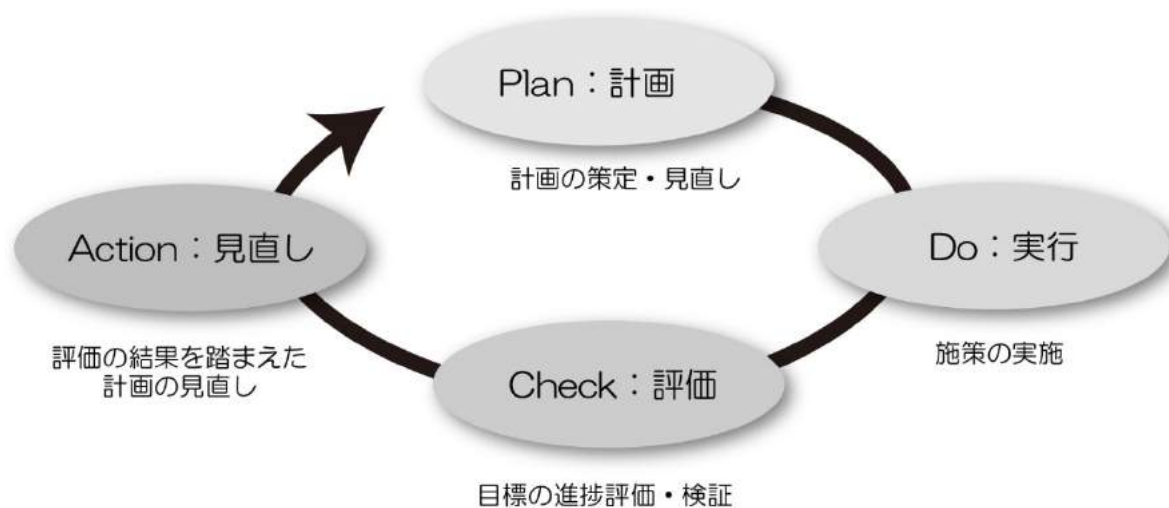 Plan：計画
計画の策定・見直し
Do：実行
施策の実施
Check：評価
目標の進捗評価・検証
Action：見直し
評価の結果を踏まえた
計画の見直し